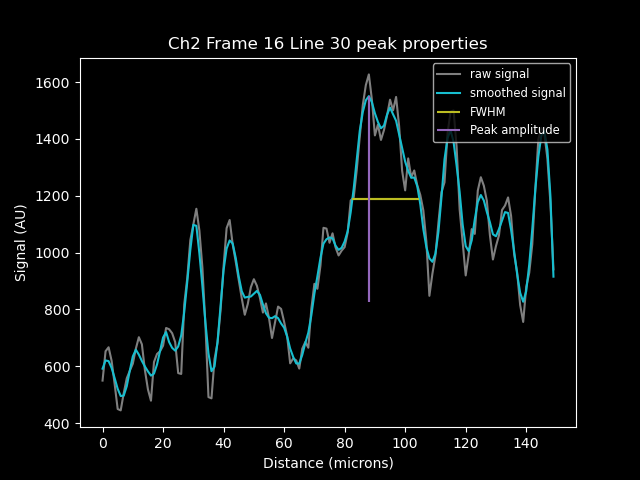 Ch2 Frame 16 Line 30 peak properties
raw signal
smoothed signal
FWHM
Peak amplitude
Signal (AU)
1600
1400
1200
1000
800
600
400
0 20 40 60 80 100 120 140
Distance (microns)